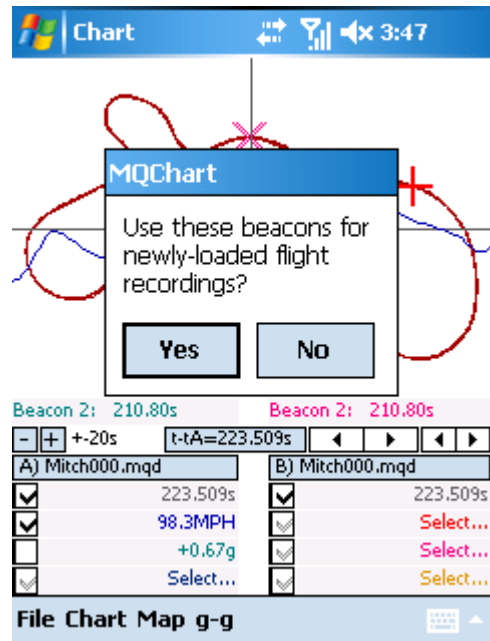 Chart 3:47
MQChart
Use these beacons for
newly-loaded flight
recordings?
Yes No
Beacon 2: 210.80s Beacon 2: 210.80s
- + +-20s t-tA=223.509s
A) Mitch000.mqd B) Mitch000.mqd
223.509s 223.509s
98.3MPH Select...
+0.67g Select...
Select... Select...
File Chart Map g-g